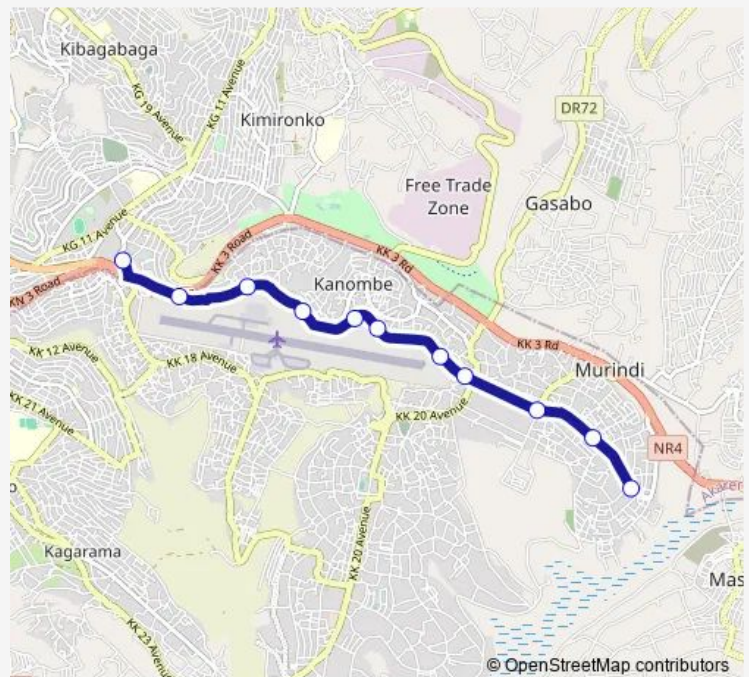 Kibagabaga
KG 19 Avenue
KG 11 Avenue
Kimironko
DR72
Free Trade
Zone
Gasabo
KG 11 Avenue
KK 3 Road
KK 3 Rd
KN 3 Road
Kanombe
KK 12 Avenue
KK 18 Avenue
KK 3 Rd
Murindi
KK 21 Avenue
KK 20 Avenue
NR4
KK 20 Avenue
Kagarama
KK 23 Avenue
Mas
© OpenStreetMap contributors